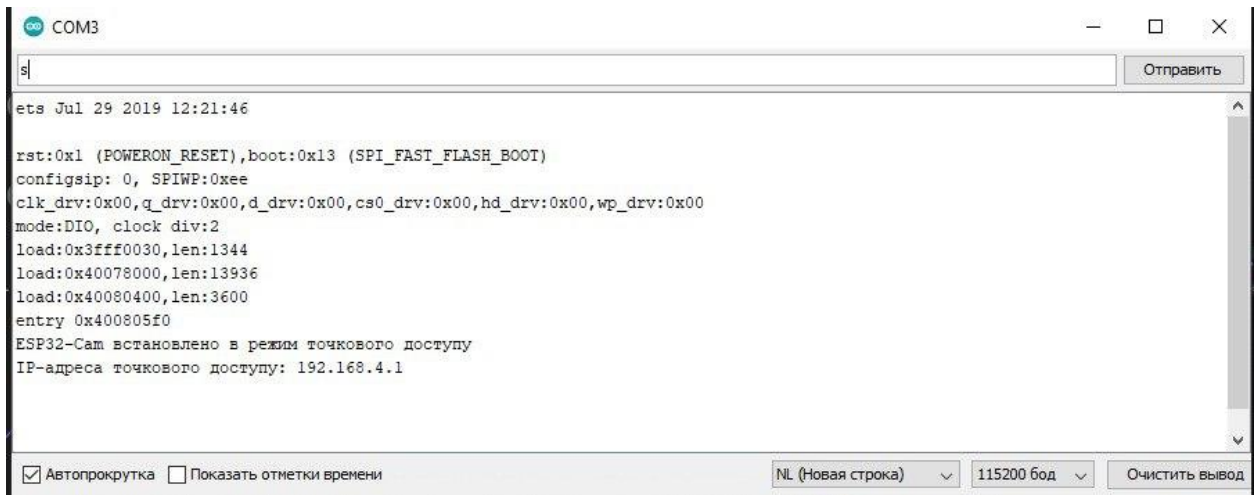 COM3
s
Отправить
ets Jul 29 2019 12:21:46
rst:0x1 (POWERON_RESET),boot:0x13 (SPI_FAST_FLASH_BOOT)
configsip: 0, SPIWP:0xee
clk_drv:0x00,q_drv:0x00,d_drv:0x00,cs0_drv:0x00,hd_drv:0x00,wp_drv:0x00
mode:DIO, clock div:2
load:0x3fff0030,len:1344
load:0x40078000,len:13936
load:0x40080400,len:3600
entry 0x400805f0
ESP32-Cam встановлено в режим точкового доступу
IP-адреса точкового доступу: 192.168.4.1
Автопрокрутка Показать отметки времени NL (Новая строка) 115200 бод Очистить вывод